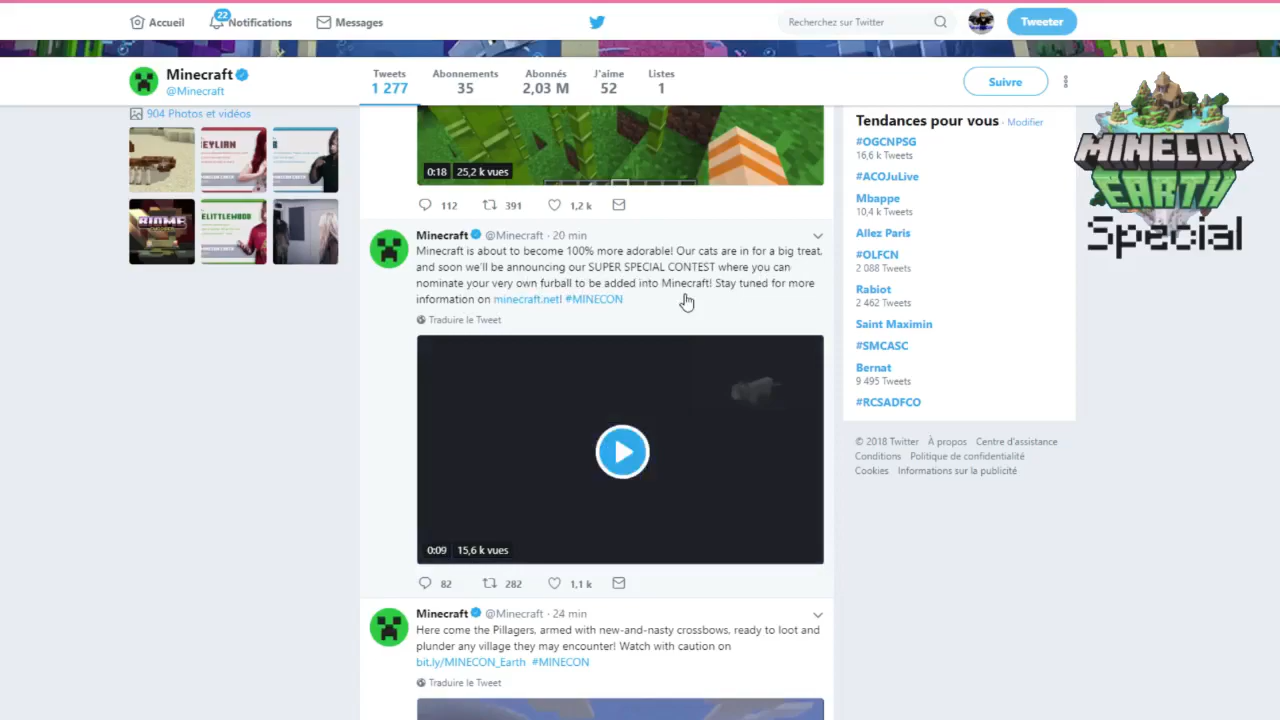 Accueil
22
Notifications
Messages
Recherchez sur Twitter
Tweeter
Minecraft
@Minecraft
Tweets
1 277
Abonnements
35
Abonnés
2,03 M
J'aime
52
Listes
1
Suivre
904 Photos et vidéos
EYLIAN
BIOME
ELITTLEWOOD
0:18 25,2 k vues
112 391 1,2 k
Minecraft @Minecraft · 20 min
Minecraft is about to become 100% more adorable! Our cats are in for a big treat,
and soon we'll be announcing our SUPER SPECIAL CONTEST where you can
nominate your very own furball to be added into Minecraft! Stay tuned for more
information on minecraft.net! #MINECON
Traduire le Tweet
0:09 15,6 k vues
82 282 1,1 k
Minecraft @Minecraft · 24 min
Here come the Pillagers, armed with new-and-nasty crossbows, ready to loot and
plunder any village they may encounter! Watch with caution on
bit.ly/MINECON_Earth #MINECON
Traduire le Tweet
Tendances pour vous · Modifier
#OGCNPSG
16,6 k Tweets
#ACOJuLive
Mbappe
10,4 k Tweets
Allez Paris
#OLFCN
2 088 Tweets
Rabiot
2 462 Tweets
Saint Maximin
#SMCASC
Bernat
9 495 Tweets
#RCSADFCO
© 2018 Twitter À propos Centre d'assistance
Conditions Politique de confidentialité
Cookies Informations sur la publicité
MINECON
EARTH
Special